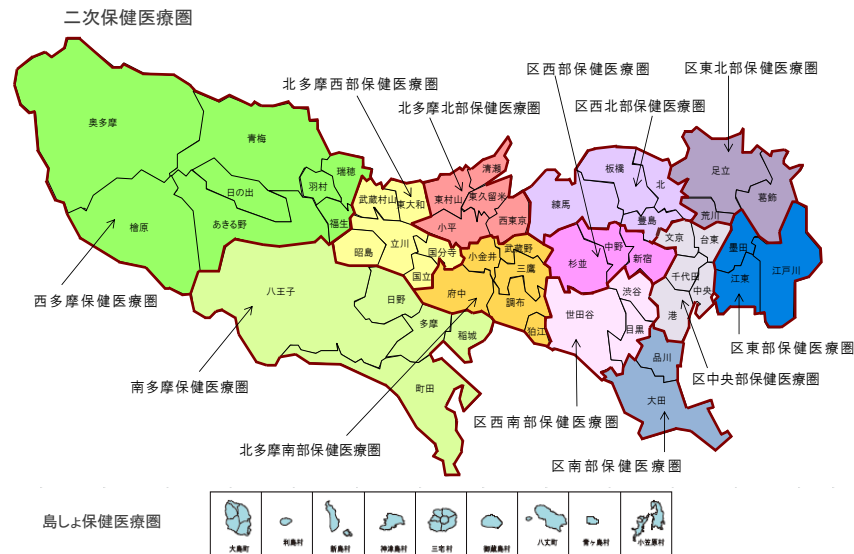 二次保健医療圏
北多摩西部保健医療圏
区西部保健医療圏
区東北部保健医療圏
北多摩北部保健医療圏
区西北部保健医療圏
奥多摩
青梅
瑞穂
羽村
日の出
福生
あきる野
檜原
武蔵村山
東大和
東村山
清瀬
東久留米
小平
西東京
昭島
立川
国分寺
国立
小金井
武蔵野
三鷹
府中
調布
狛江
八王子
日野
多摩
稲城
町田
練馬
板橋
北
豊島
杉並
中野
新宿
足立
葛飾
荒川
文京
台東
千代田
中央
港
墨田
江東
江戸川
世田谷
渋谷
目黒
品川
大田
西多摩保健医療圏
南多摩保健医療圏
北多摩南部保健医療圏
区西南部保健医療圏
区東部保健医療圏
区中央部保健医療圏
区南部保健医療圏
島しょ保健医療圏
大島町
利島村
新島村
神津島村
三宅村
御蔵島村
八丈町
青ヶ島村
小笠原村